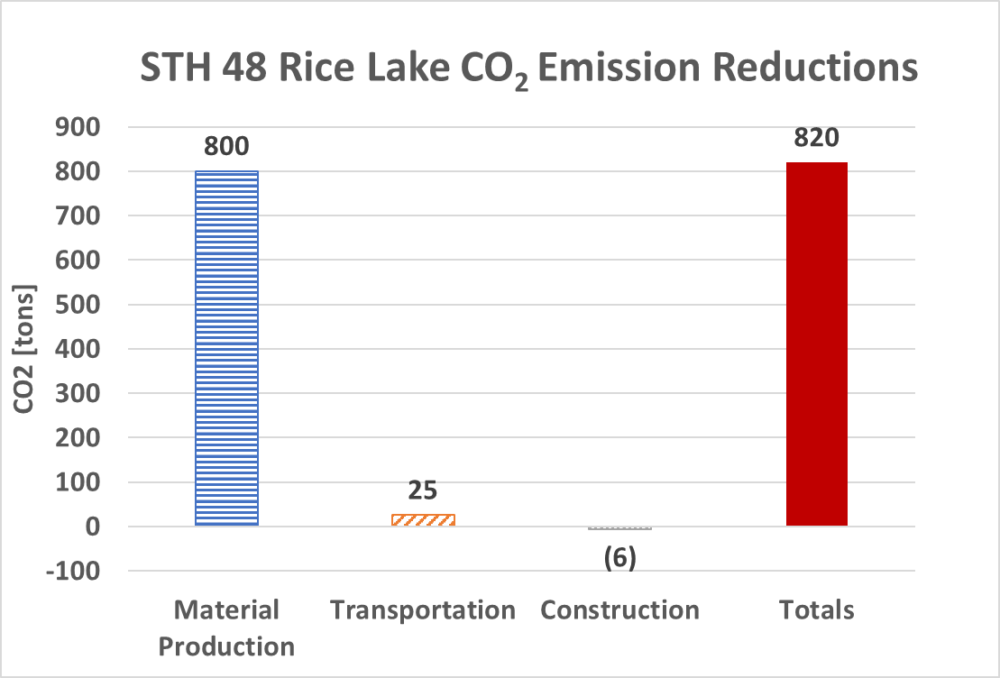 STH 48 Rice Lake CO₂ Emission Reductions
900
800
700
600
500
400
300
200
100
0
-100
CO2 [tons]
800
25
(6)
820
Material
Production
Transportation
Construction
Totals